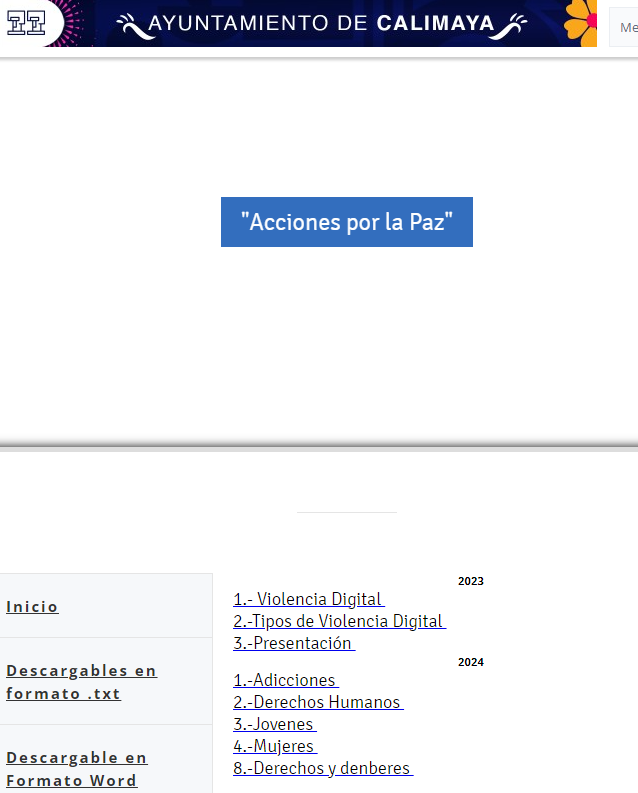 AYUNTAMIENTO DE CALIMAYA
Me
"Acciones por la Paz"
Inicio
Descargables en
formato .txt
Descargable en
Formato Word
2023
1.- Violencia Digital
2.-Tipos de Violencia Digital
3.-Presentación
2024
1.-Adicciones
2.-Derechos Humanos
3.-Jovenes
4.-Mujeres
8.-Derechos y denberes